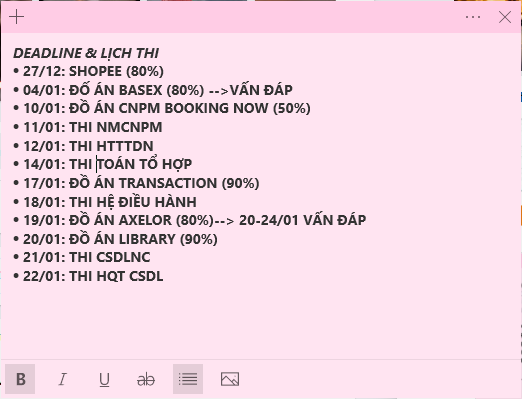 DEADLINE & LỊCH THI
• 27/12: SHOPEE (80%)
• 04/01: ĐỐ ÁN BASEX (80%) -->VẤN ĐÁP
• 10/01: ĐỒ ÁN CNPM BOOKING NOW (50%)
• 11/01: THI NMCNPM
• 12/01: THI HTTTDN
• 14/01: THI TOÁN TỔ HỢP
• 17/01: ĐỒ ÁN TRANSACTION (90%)
• 18/01: THI HỆ ĐIỀU HÀNH
• 19/01: ĐỒ ÁN AXELOR (80%)--> 20-24/01 VẤN ĐÁP
• 20/01: ĐỒ ÁN LIBRARY (90%)
• 21/01: THI CSDLNC
• 22/01: THI HQT CSDL
B I U ab